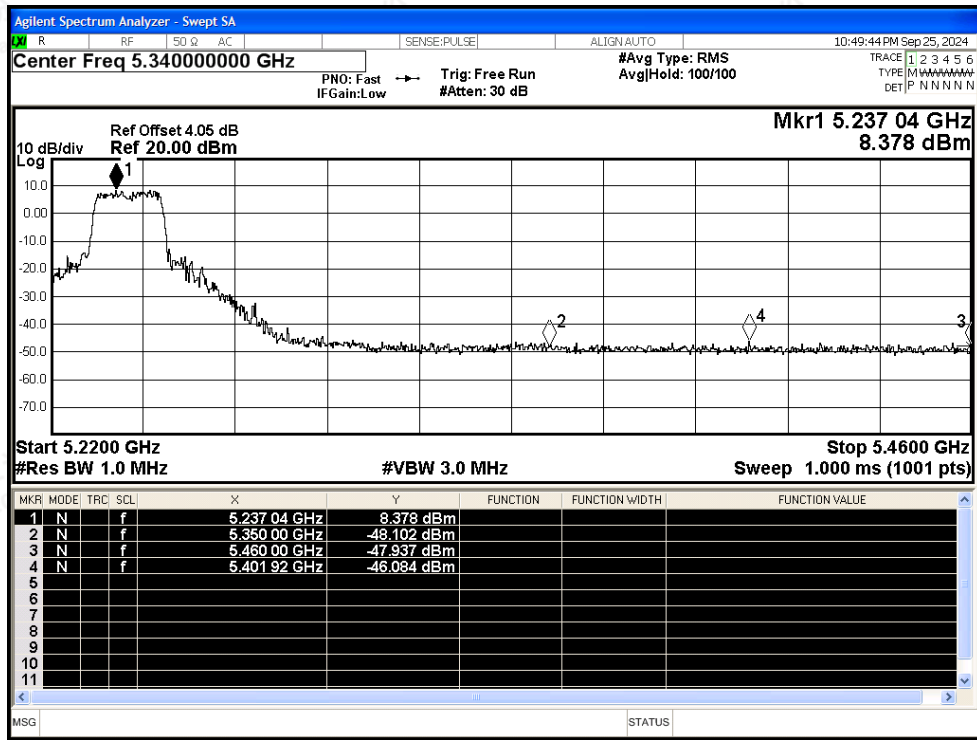 Agilent Spectrum Analyzer - Swept SA
LXI R RF 50 Ω AC SENSE:PULSE ALIGN AUTO 10:49:44 PM Sep 25, 2024
Center Freq 5.340000000 GHz
PNO: Fast
IFGain:Low
Trig: Free Run
#Atten: 30 dB
#Avg Type: RMS
Avg|Hold: 100/100
TRACE 1 2 3 4 5 6
TYPE M WWWWW
DET P N N N N N
Ref Offset 4.05 dB
10 dB/div Ref 20.00 dBm
Log
Mkr1 5.237 04 GHz
8.378 dBm
1
10.0
0.00
-10.0
-20.0
-30.0
-40.0
-50.0
-60.0
-70.0
2
4
3
Start 5.2200 GHz Stop 5.4600 GHz
#Res BW 1.0 MHz #VBW 3.0 MHz Sweep 1.000 ms (1001 pts)
MKR MODE TRC SCL X Y FUNCTION FUNCTION WIDTH FUNCTION VALUE
1 N f 5.237 04 GHz 8.378 dBm
2 N f 5.350 00 GHz -48.102 dBm
3 N f 5.460 00 GHz -47.937 dBm
4 N f 5.401 92 GHz -46.084 dBm
5
6
7
8
9
10
11
MSG STATUS